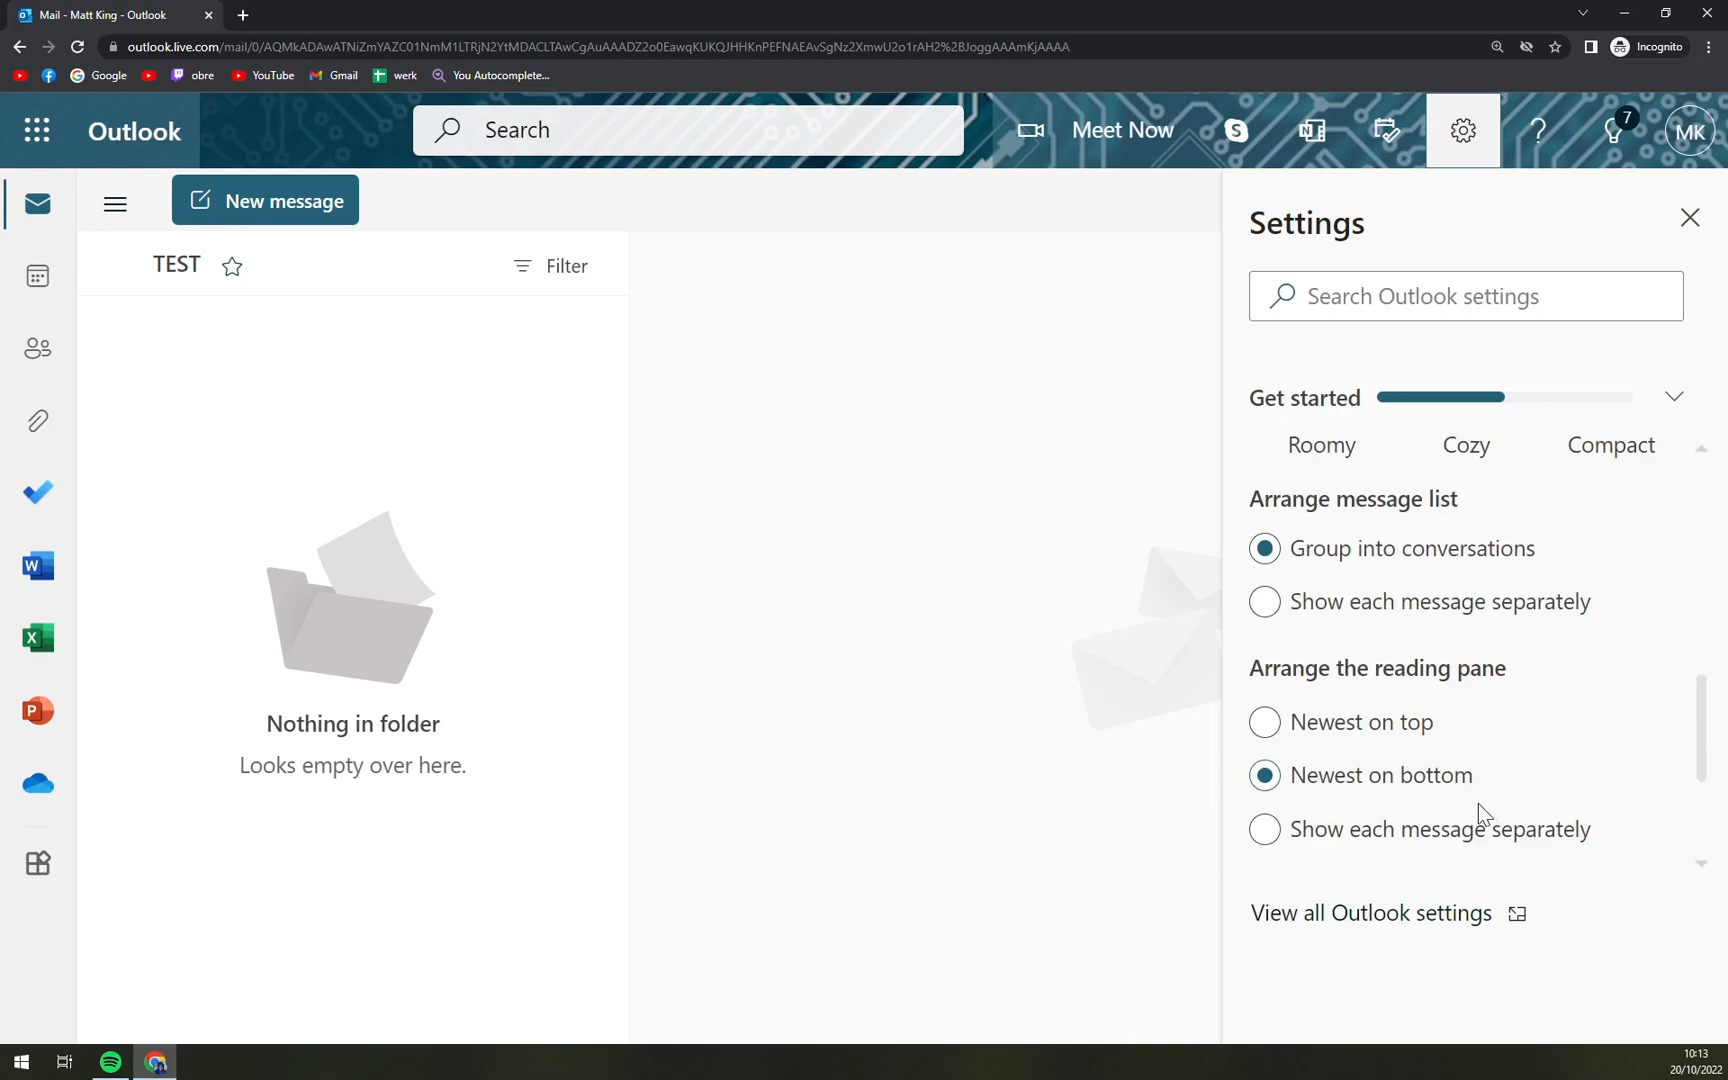 Mail - Matt King - Outlook
outlook.live.com/mail/0/AQMkADAwATNiZmYAZC01NmM1LTRjN2YtMDACLTAwCgAuAAADZ2o0EawqKUKQJHHKnPEFNAEAvSgNz2XmwU2o1rAH2%2BJoggAAAmKjAAAA
Incognito
Google
obre
YouTube
Gmail
werk
You Autocomplete...
Outlook
Search
Meet Now
7
MK
New message
TEST
Filter
Nothing in folder
Looks empty over here.
Settings
Search Outlook settings
Get started
Roomy Cozy Compact
Arrange message list
Group into conversations
Show each message separately
Arrange the reading pane
Newest on top
Newest on bottom
Show each message separately
View all Outlook settings
10:13
20/10/2022